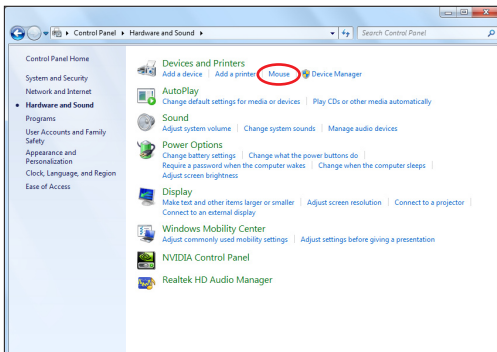 Control Panel ▸ Hardware and Sound ▸
Search Control Panel
Control Panel Home
System and Security
Network and Internet
Hardware and Sound
Programs
User Accounts and Family
Safety
Appearance and
Personalization
Clock, Language, and Region
Ease of Access
Devices and Printers
Add a device | Add a printer | Mouse | Device Manager
AutoPlay
Change default settings for media or devices | Play CDs or other media automatically
Sound
Adjust system volume | Change system sounds | Manage audio devices
Power Options
Change battery settings | Change what the power buttons do |
Require a password when the computer wakes | Change when the computer sleeps |
Adjust screen brightness
Display
Make text and other items larger or smaller | Adjust screen resolution | Connect to a projector |
Connect to an external display
Windows Mobility Center
Adjust commonly used mobility settings | Adjust settings before giving a presentation
NVIDIA Control Panel
Realtek HD Audio Manager